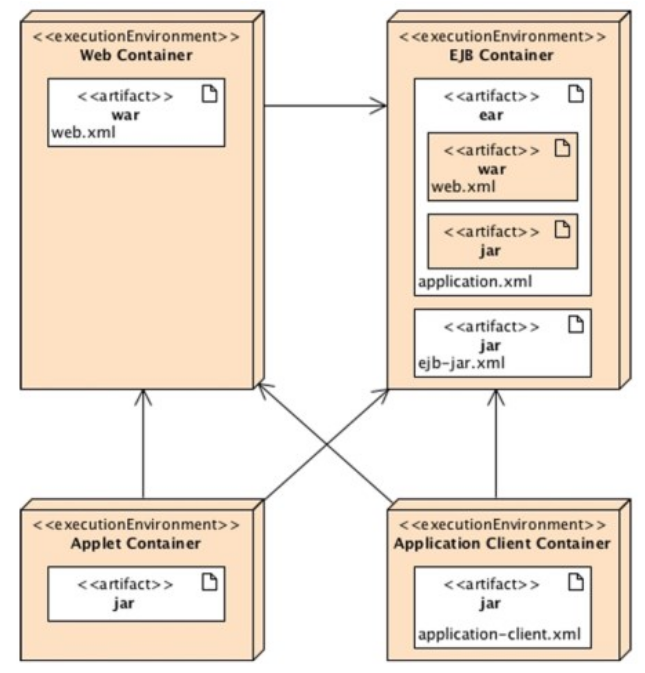 <<executionEnvironment>>
Web Container
<<artifact>>
war
web.xml
<<executionEnvironment>>
EJB Container
<<artifact>>
ear
<<artifact>>
war
web.xml
<<artifact>>
jar
application.xml
<<artifact>>
jar
ejb-jar.xml
<<executionEnvironment>>
Applet Container
<<artifact>>
jar
<<executionEnvironment>>
Application Client Container
<<artifact>>
jar
application-client.xml